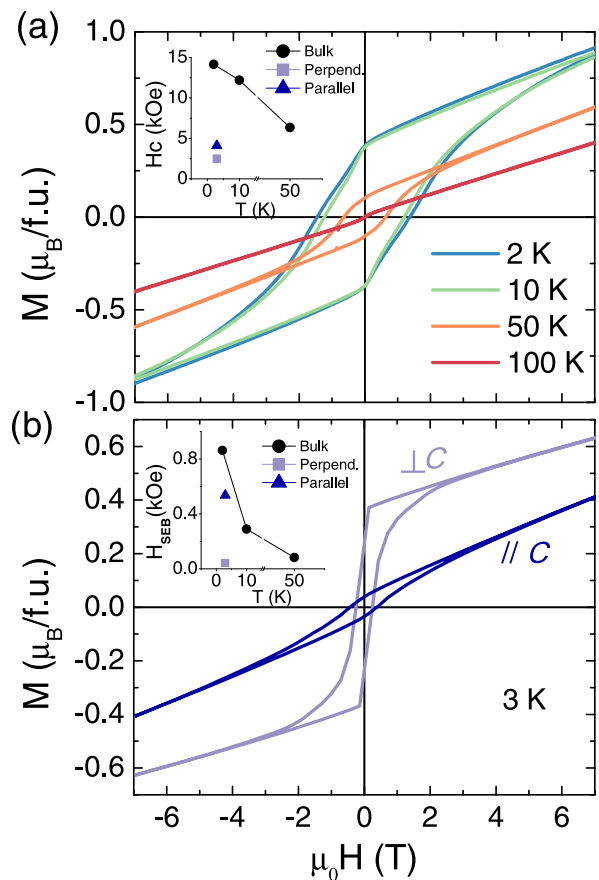 (a)
1.0
0.5
0.0
-0.5
-1.0
M (μB/f.u.)
15
10
5
0
Hc (kOe)
0 10 50
T (K)
Bulk
Perpend.
Parallel
2 K
10 K
50 K
100 K
(b)
0.6
0.4
0.2
0.0
-0.2
-0.4
-0.6
M (μB/f.u.)
0.8
0.4
0.0
HSEB(kOe)
0 10 50
T (K)
Bulk
Perpend.
Parallel
⊥C
// C
3 K
-6 -4 -2 0 2 4 6
μ0H (T)